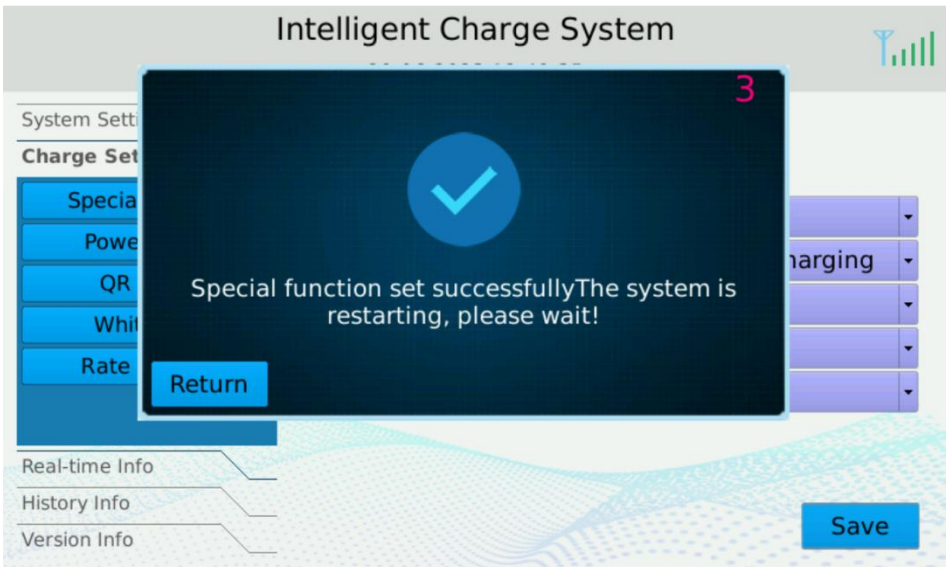 Intelligent Charge System
3
System Setti
Charge Set
Specia
Powe
QR
Whit
Rate
harging
Special function set successfullyThe system is
restarting, please wait!
Return
Real-time Info
History Info
Version Info
Save